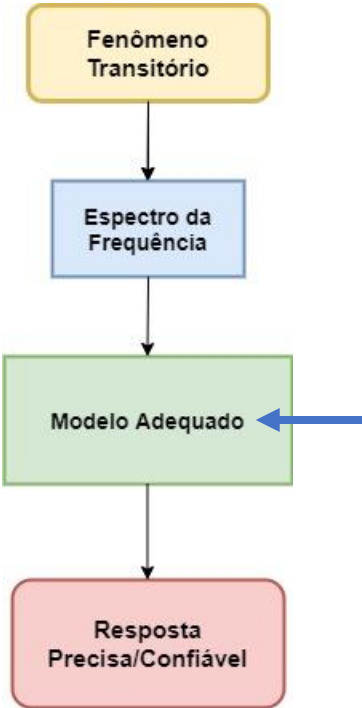 Fenômeno
Transitório
Espectro da
Frequência
Modelo Adequado
Resposta
Precisa/Confiável